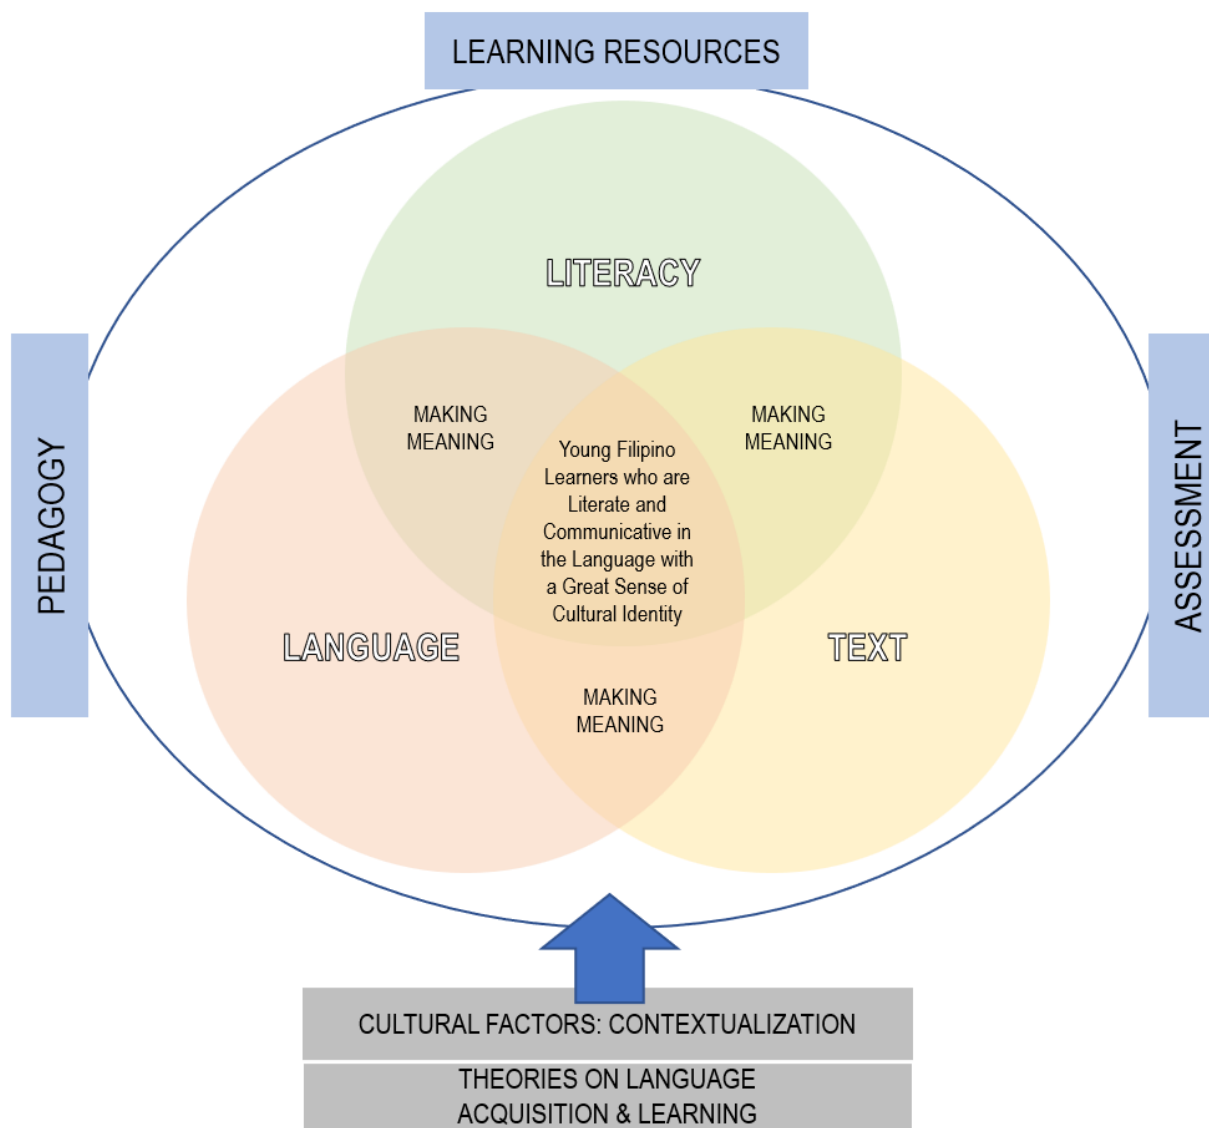 LEARNING RESOURCES
LITERACY
MAKING
MEANING
MAKING
MEANING
Young Filipino
Learners who are
Literate and
Communicative in
the Language with
a Great Sense of
Cultural Identity
PEDAGOGY
ASSESSMENT
LANGUAGE
TEXT
MAKING
MEANING
CULTURAL FACTORS: CONTEXTUALIZATION
THEORIES ON LANGUAGE
ACQUISITION & LEARNING